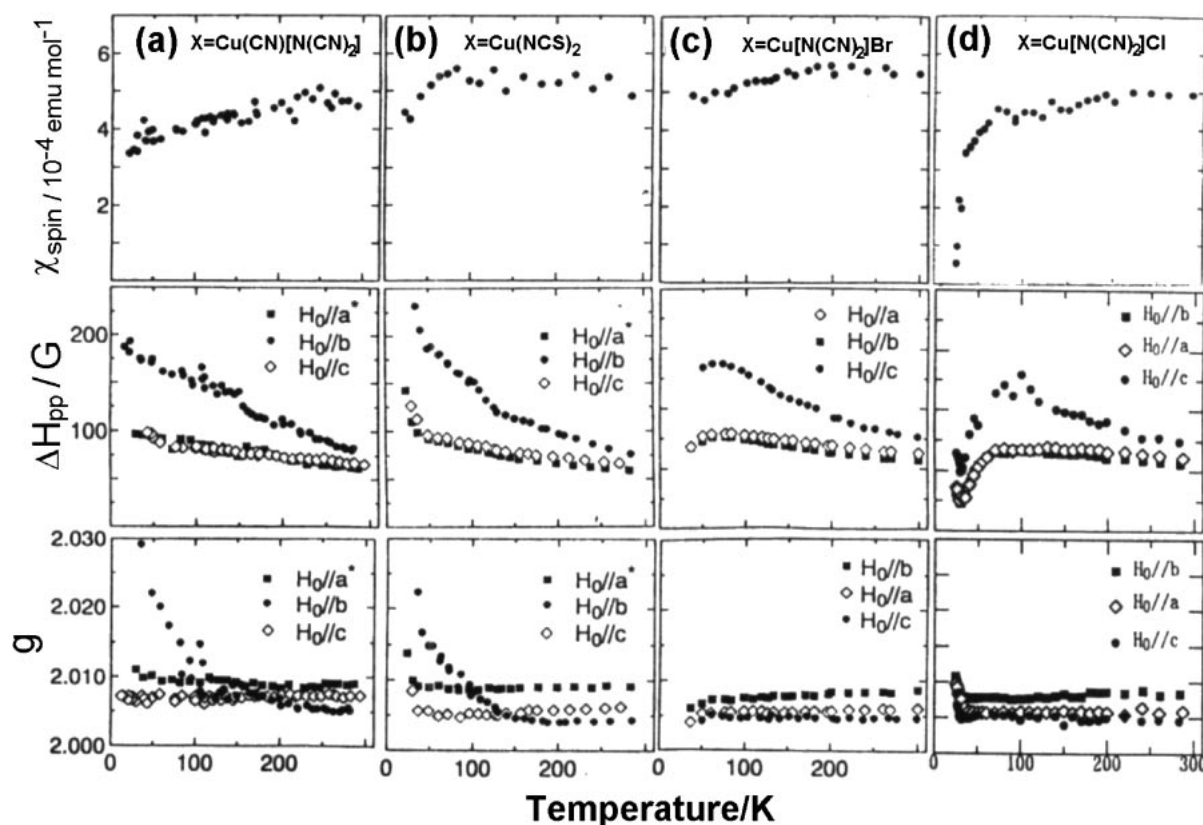 (a) X=Cu(CN)[N(CN)₂]
(b) X=Cu(NCS)₂
(c) X=Cu[N(CN)₂]Br
(d) X=Cu[N(CN)₂]Cl
χspin / 10⁻⁴ emu mol⁻¹
6
4
2
ΔHpp / G
200
100
■ H₀//a*
● H₀//b
◇ H₀//c
■ H₀//a*
● H₀//b
◇ H₀//c
◇ H₀//a
■ H₀//b
● H₀//c
■ H₀//b
◇ H₀//a
● H₀//c
g
2.030
2.020
2.010
2.000
■ H₀//a*
● H₀//b
◇ H₀//c
■ H₀//a*
● H₀//b
◇ H₀//c
■ H₀//b
◇ H₀//a
● H₀//c
■ H₀//b
◇ H₀//a
● H₀//c
0 100 200
0 100 200
0 100 200
0 100 200 300
Temperature/K